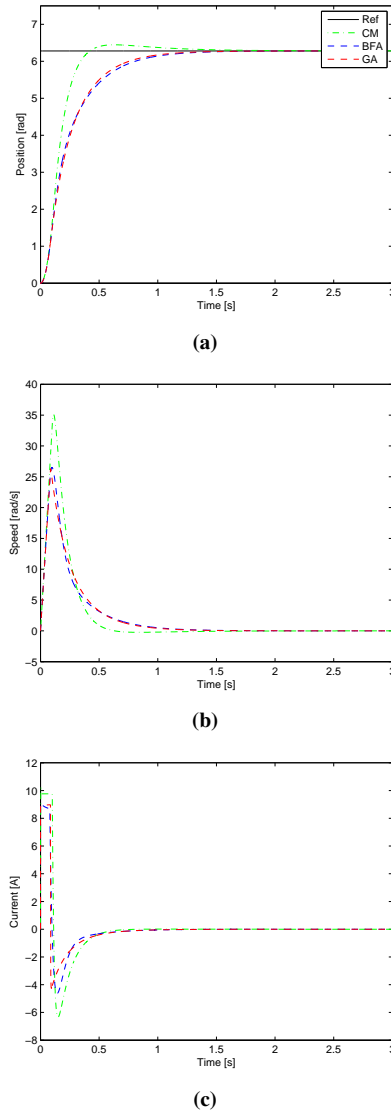 7
6
5
4
3
2
1
0
Position [rad]
0 0.5 1 1.5 2 2.5 3
Time [s]
Ref
CM
BFA
GA
(a)
40
35
30
25
20
15
10
5
0
−5
Speed [rad/s]
0 0.5 1 1.5 2 2.5 3
Time [s]
(b)
12
10
8
6
4
2
0
−2
−4
−6
−8
Current [A]
0 0.5 1 1.5 2 2.5 3
Time [s]
(c)